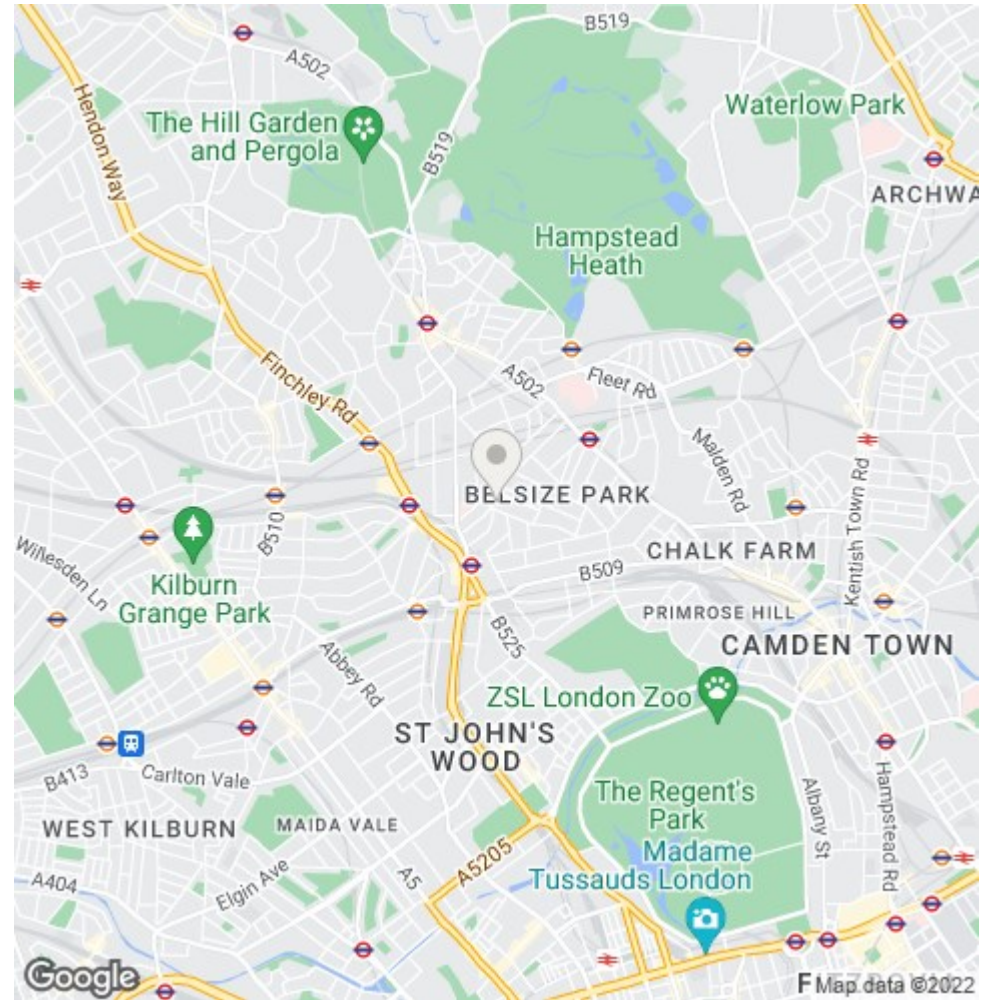 B519
A502
Waterlow Park
Hendon Way
The Hill Garden
and Pergola
B519
ARCHWA
Hampstead
Heath
Finchley Rd
A502
Fleet Rd
Malden Rd
BELSIZE PARK
B510
Kentish Town Rd
Willesden Ln
CHALK FARM
B509
Kilburn
Grange Park
PRIMROSE HILL
B525
CAMDEN TOWN
Abbey Rd
ZSL London Zoo
ST JOHN'S
WOOD
B413
Carlton Vale
Albany St
Hampstead Rd
The Regent's
Park
WEST KILBURN
MAIDA VALE
Madame
Tussauds London
A5205
A404
Elgin Ave
A5
Google
Map data ©2022